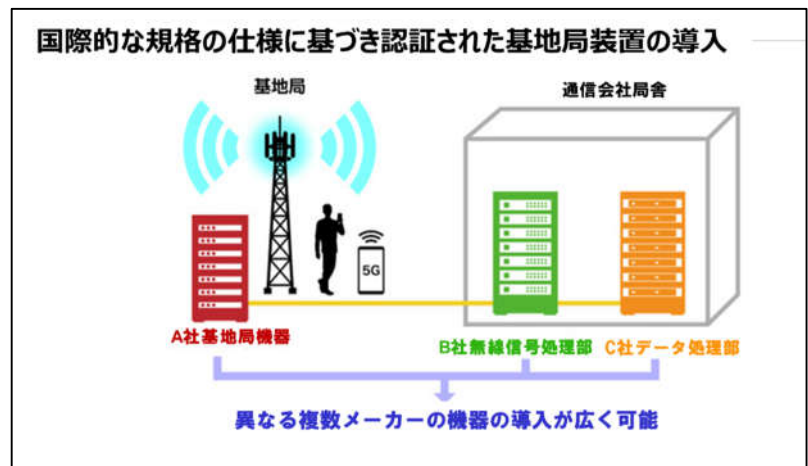 国際的な規格の仕様に基づき認証された基地局装置の導入
基地局
通信会社局舎
5G
A社基地局機器
B社無線信号処理部
C社データ処理部
異なる複数メーカーの機器の導入が広く可能